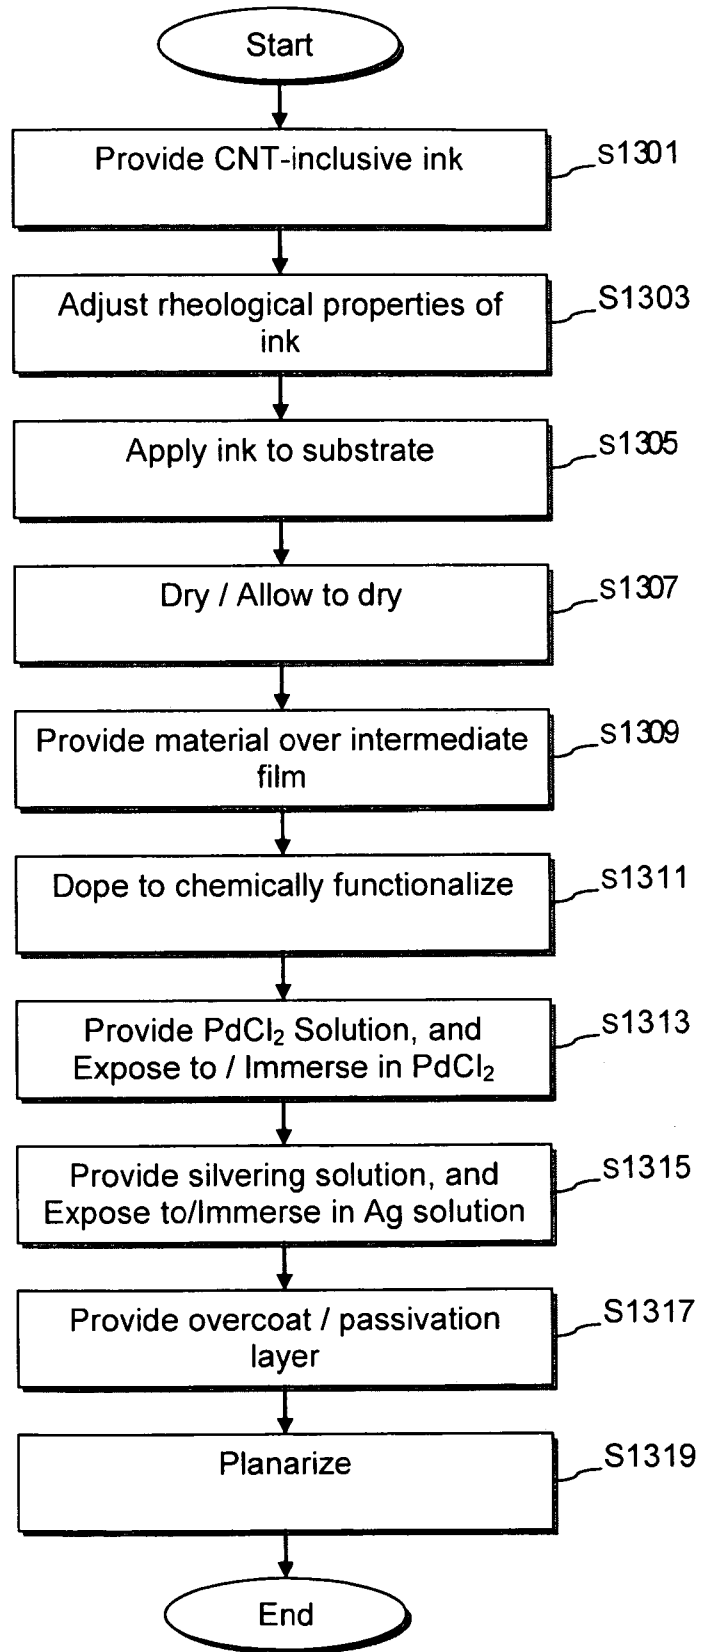 Start
Provide CNT-inclusive ink
S1301
Adjust rheological properties of
ink
S1303
Apply ink to substrate
S1305
Dry / Allow to dry
S1307
Provide material over intermediate
film
S1309
Dope to chemically functionalize
S1311
Provide PdCl₂ Solution, and
Expose to / Immerse in PdCl₂
S1313
Provide silvering solution, and
Expose to/Immerse in Ag solution
S1315
Provide overcoat / passivation
layer
S1317
Planarize
S1319
End